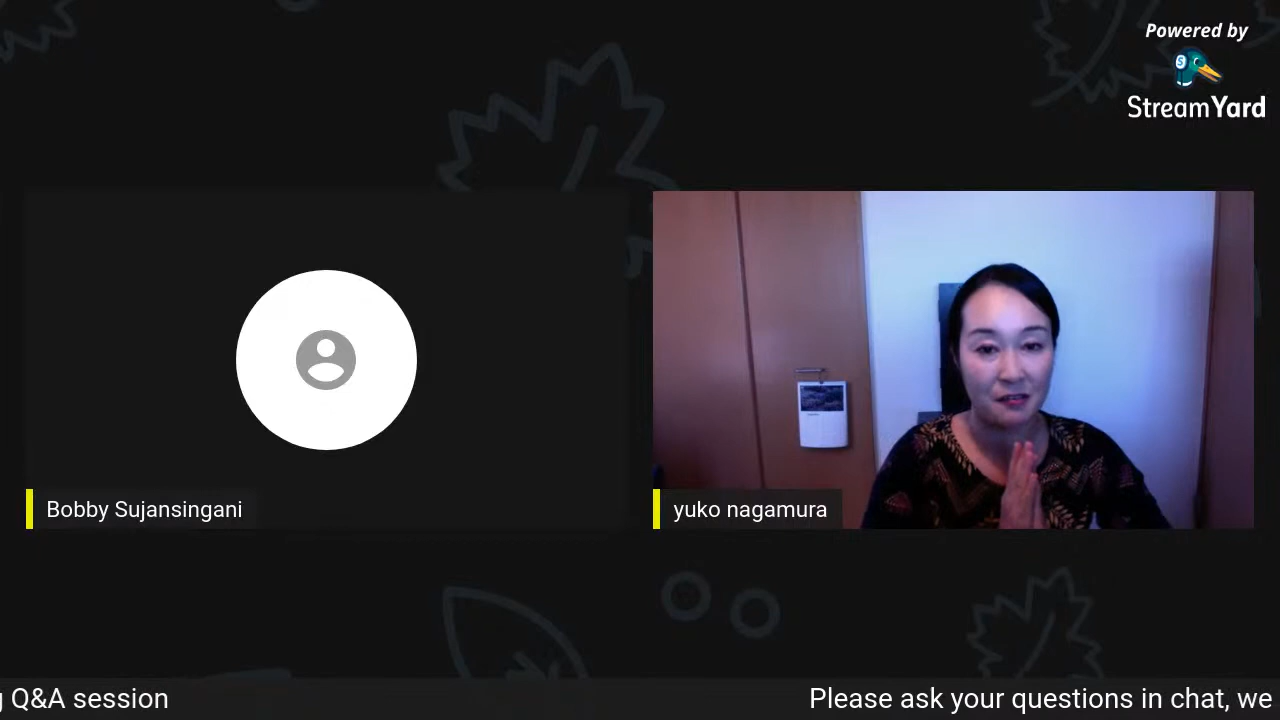 Powered by
StreamYard
Bobby Sujansingani
yuko nagamura
Q&A session
Please ask your questions in chat, we